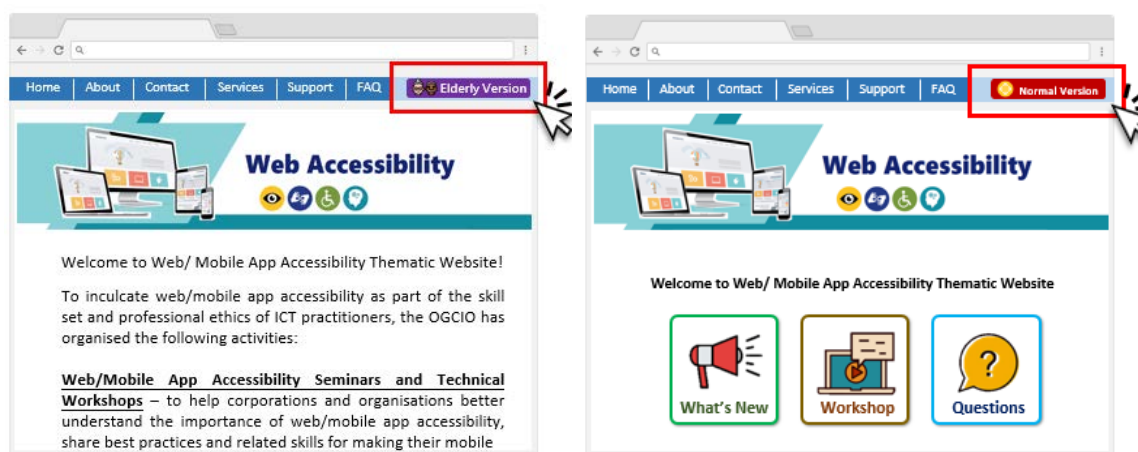 Home About Contact Services Support FAQ Elderly Version
Web Accessibility
Welcome to Web/ Mobile App Accessibility Thematic Website!
To inculcate web/mobile app accessibility as part of the skill
set and professional ethics of ICT practitioners, the OGCIO has
organised the following activities:
Web/Mobile App Accessibility Seminars and Technical
Workshops – to help corporations and organisations better
understand the importance of web/mobile app accessibility,
share best practices and related skills for making their mobile
Home About Contact Services Support FAQ Normal Version
Web Accessibility
Welcome to Web/ Mobile App Accessibility Thematic Website
What's New Workshop Questions